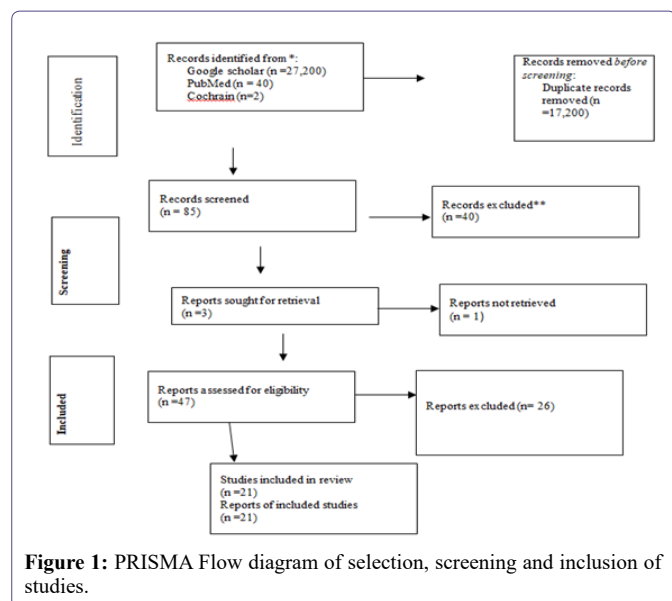 Identification
Records identified from *:
Google scholar (n =27,200)
PubMed (n = 40)
Cochrain (n=2)
Records removed before
screening:
Duplicate records
removed (n
=17,200)
Screening
Records screened
(n = 85)
Records excluded**
(n =40)
Reports sought for retrieval
(n =3)
Reports not retrieved
(n = 1)
Included
Reports assessed for eligibility
(n =47)
Reports excluded (n= 26)
Studies included in review
(n =21)
Reports of included studies
(n =21)
Figure 1: PRISMA Flow diagram of selection, screening and inclusion of
studies.